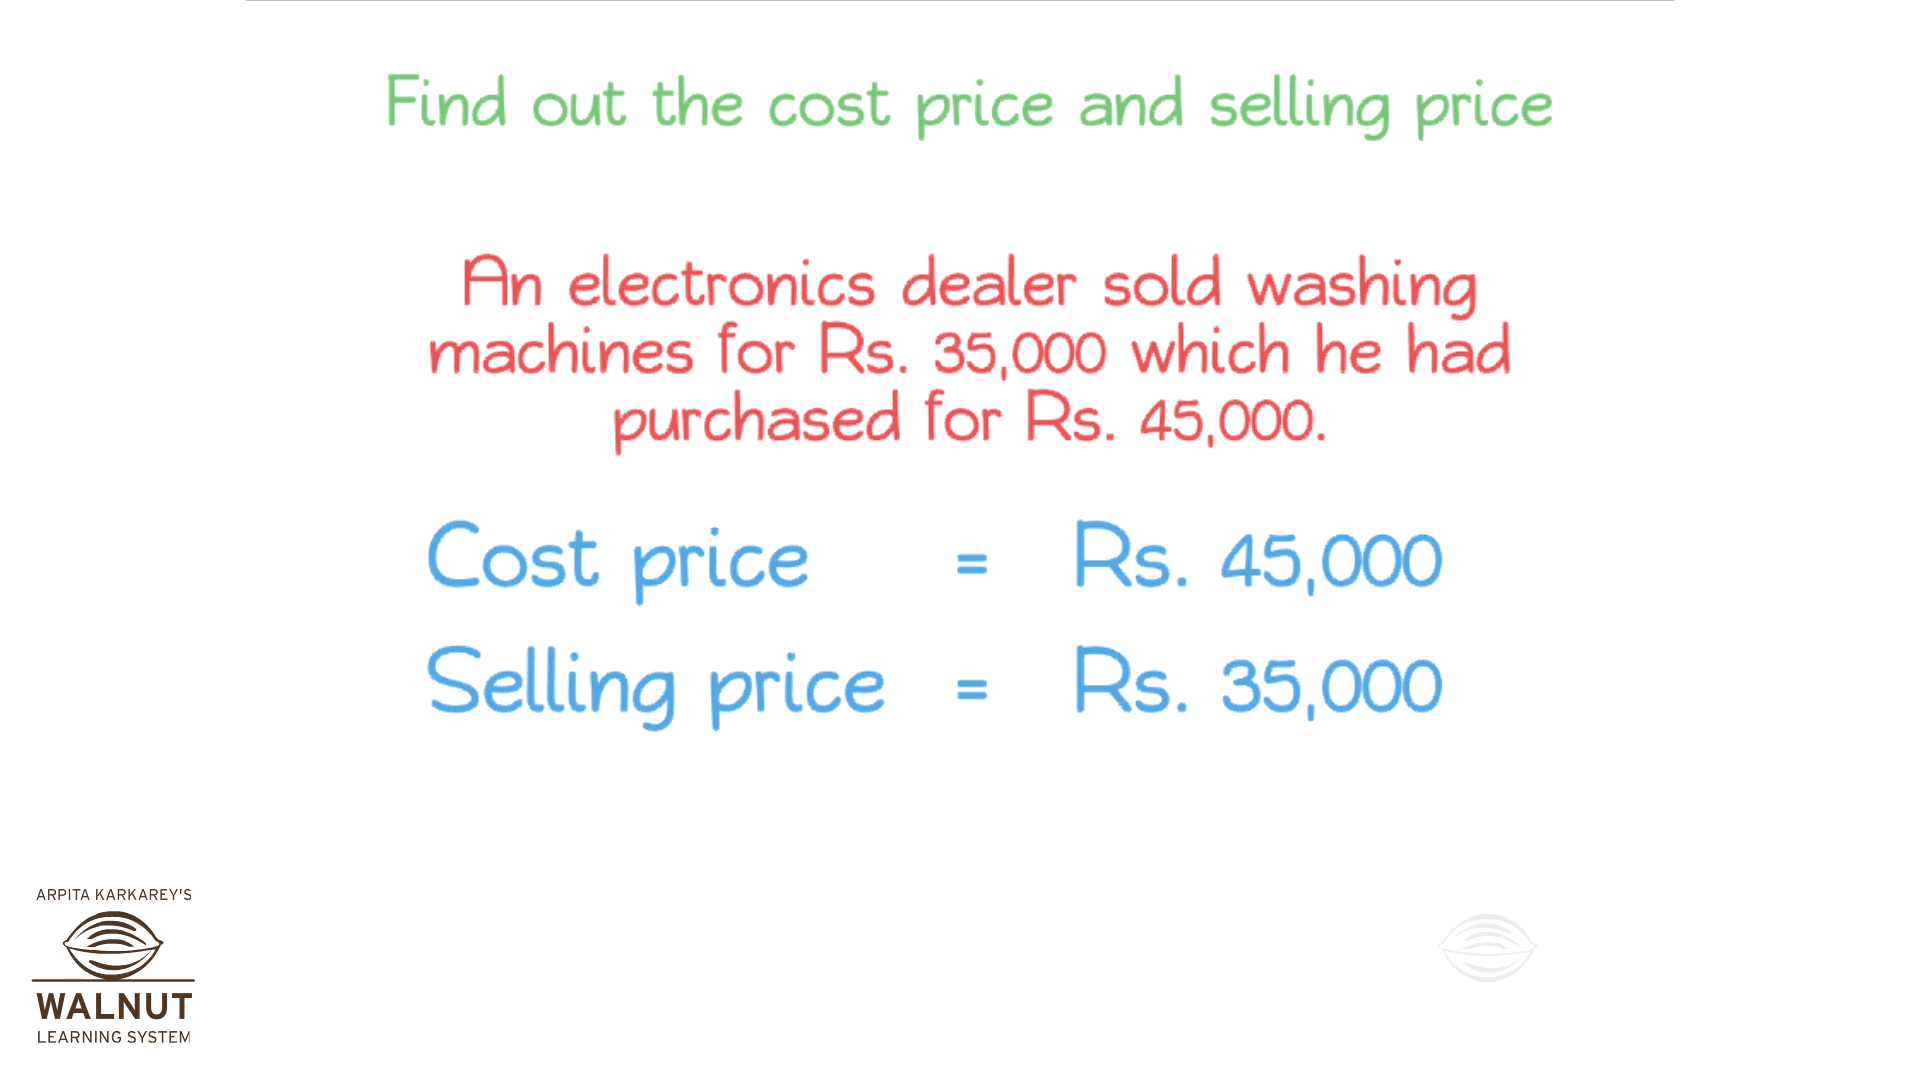 Find out the cost price and selling price
An electronics dealer sold washing
machines for Rs. 35,000 which he had
purchased for Rs. 45,000.
Cost price = Rs. 45,000
Selling price = Rs. 35,000
ARPITA KARKAREY'S
WALNUT
LEARNING SYSTEM